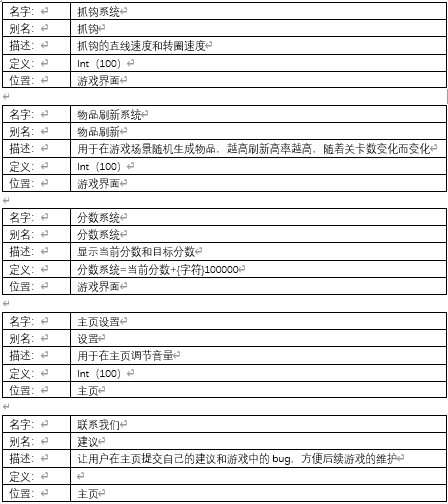 名字： 抓钩系统
别名： 抓钩
描述： 抓钩的直线速度和转圈速度
定义： Int（100）
位置： 游戏界面
名字： 物品刷新系统
别名： 物品刷新
描述： 用于在游戏场景随机生成物品，越高刷新高率越高，随着关卡数变化而变化
定义： Int（100）
位置： 游戏界面
名字： 分数系统
别名： 分数系统
描述： 显示当前分数和目标分数
定义： 分数系统=当前分数+{字符}100000
位置： 游戏界面
名字： 主页设置
别名： 设置
描述： 用于在主页调节音量
定义： Int（100）
位置： 主页
名字： 联系我们
别名： 建议
描述： 让用户在主页提交自己的建议和游戏中的 bug，方便后续游戏的维护
定义：
位置： 主页